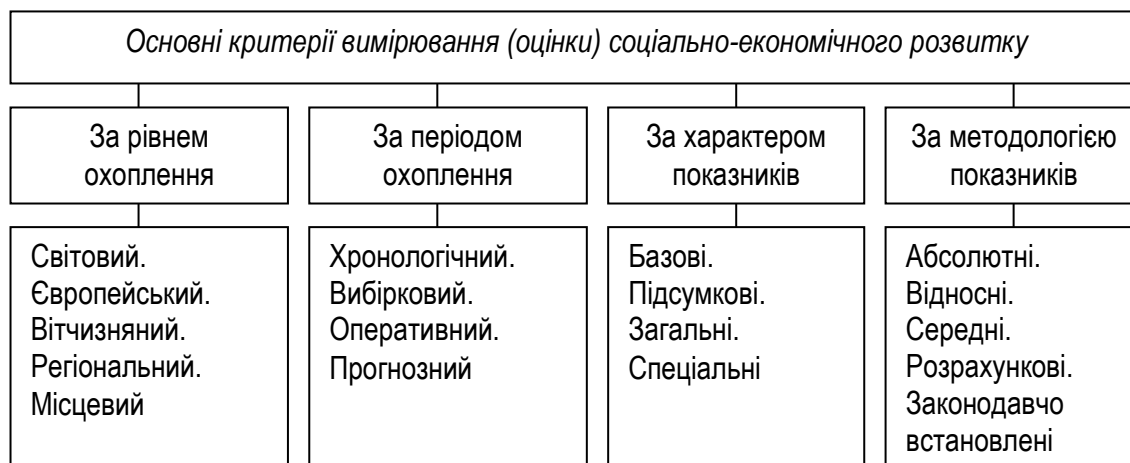 Основні критерії вимірювання (оцінки) соціально-економічного розвитку
За рівнем
охоплення
За періодом
охоплення
За характером
показників
За методологією
показників
Світовий.
Європейський.
Вітчизняний.
Регіональний.
Місцевий
Хронологічний.
Вибірковий.
Оперативний.
Прогнозний
Базові.
Підсумкові.
Загальні.
Спеціальні
Абсолютні.
Відносні.
Середні.
Розрахункові.
Законодавчо
встановлені